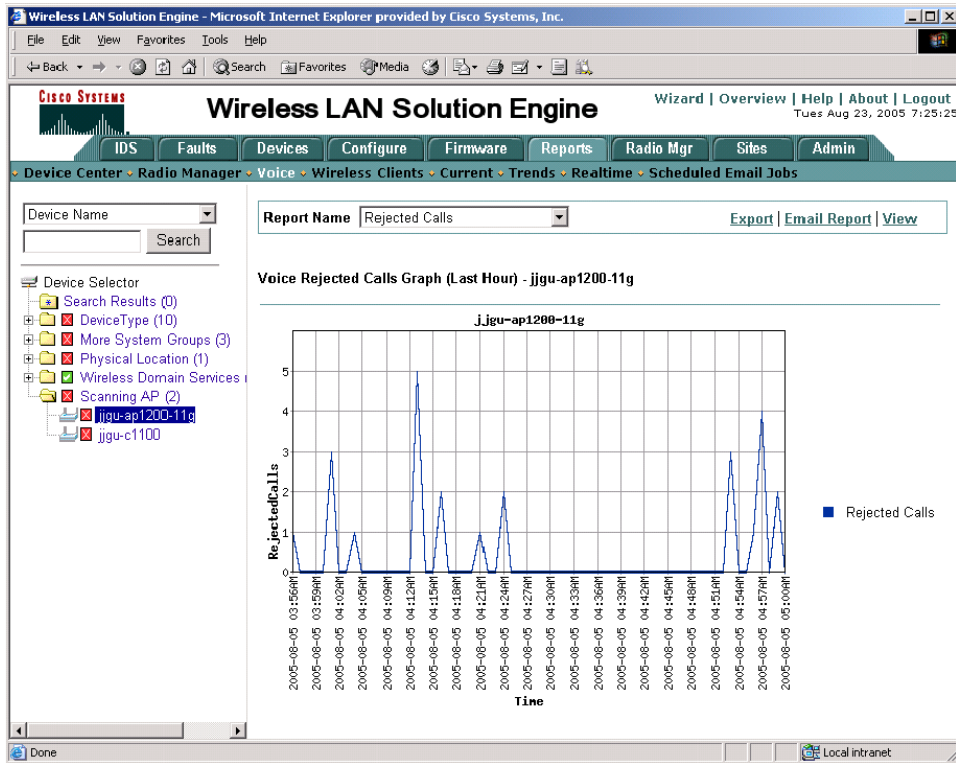 Wireless LAN Solution Engine - Microsoft Internet Explorer provided by Cisco Systems, Inc.
File Edit View Favorites Tools Help
Back Search Favorites Media
CISCO SYSTEMS
Wireless LAN Solution Engine
Wizard | Overview | Help | About | Logout
Tues Aug 23, 2005 7:25:25
IDS Faults Devices Configure Firmware Reports Radio Mgr Sites Admin
Device Center Radio Manager Voice Wireless Clients Current Trends Realtime Scheduled Email Jobs
Device Name
Search
Report Name Rejected Calls
Export | Email Report | View
Device Selector
Search Results (0)
DeviceType (10)
More System Groups (3)
Physical Location (1)
Wireless Domain Services
Scanning AP (2)
jjgu-ap1200-11g
jjgu-c1100
Voice Rejected Calls Graph (Last Hour) - jjgu-ap1200-11g
jjgu-ap1200-11g
RejectedCalls
5
4
3
2
1
0
2005-08-05 03:56AM
2005-08-05 03:59AM
2005-08-05 04:02AM
2005-08-05 04:05AM
2005-08-05 04:09AM
2005-08-05 04:12AM
2005-08-05 04:15AM
2005-08-05 04:18AM
2005-08-05 04:21AM
2005-08-05 04:24AM
2005-08-05 04:27AM
2005-08-05 04:30AM
2005-08-05 04:33AM
2005-08-05 04:36AM
2005-08-05 04:39AM
2005-08-05 04:42AM
2005-08-05 04:45AM
2005-08-05 04:48AM
2005-08-05 04:51AM
2005-08-05 04:54AM
2005-08-05 04:57AM
2005-08-05 05:00AM
Time
Rejected Calls
Done
Local intranet